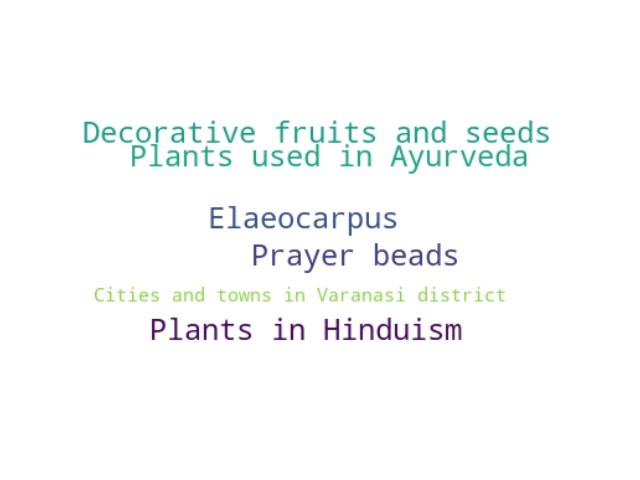 Decorative fruits and seeds
Plants used in Ayurveda
Elaeocarpus
Prayer beads
Cities and towns in Varanasi district
Plants in Hinduism